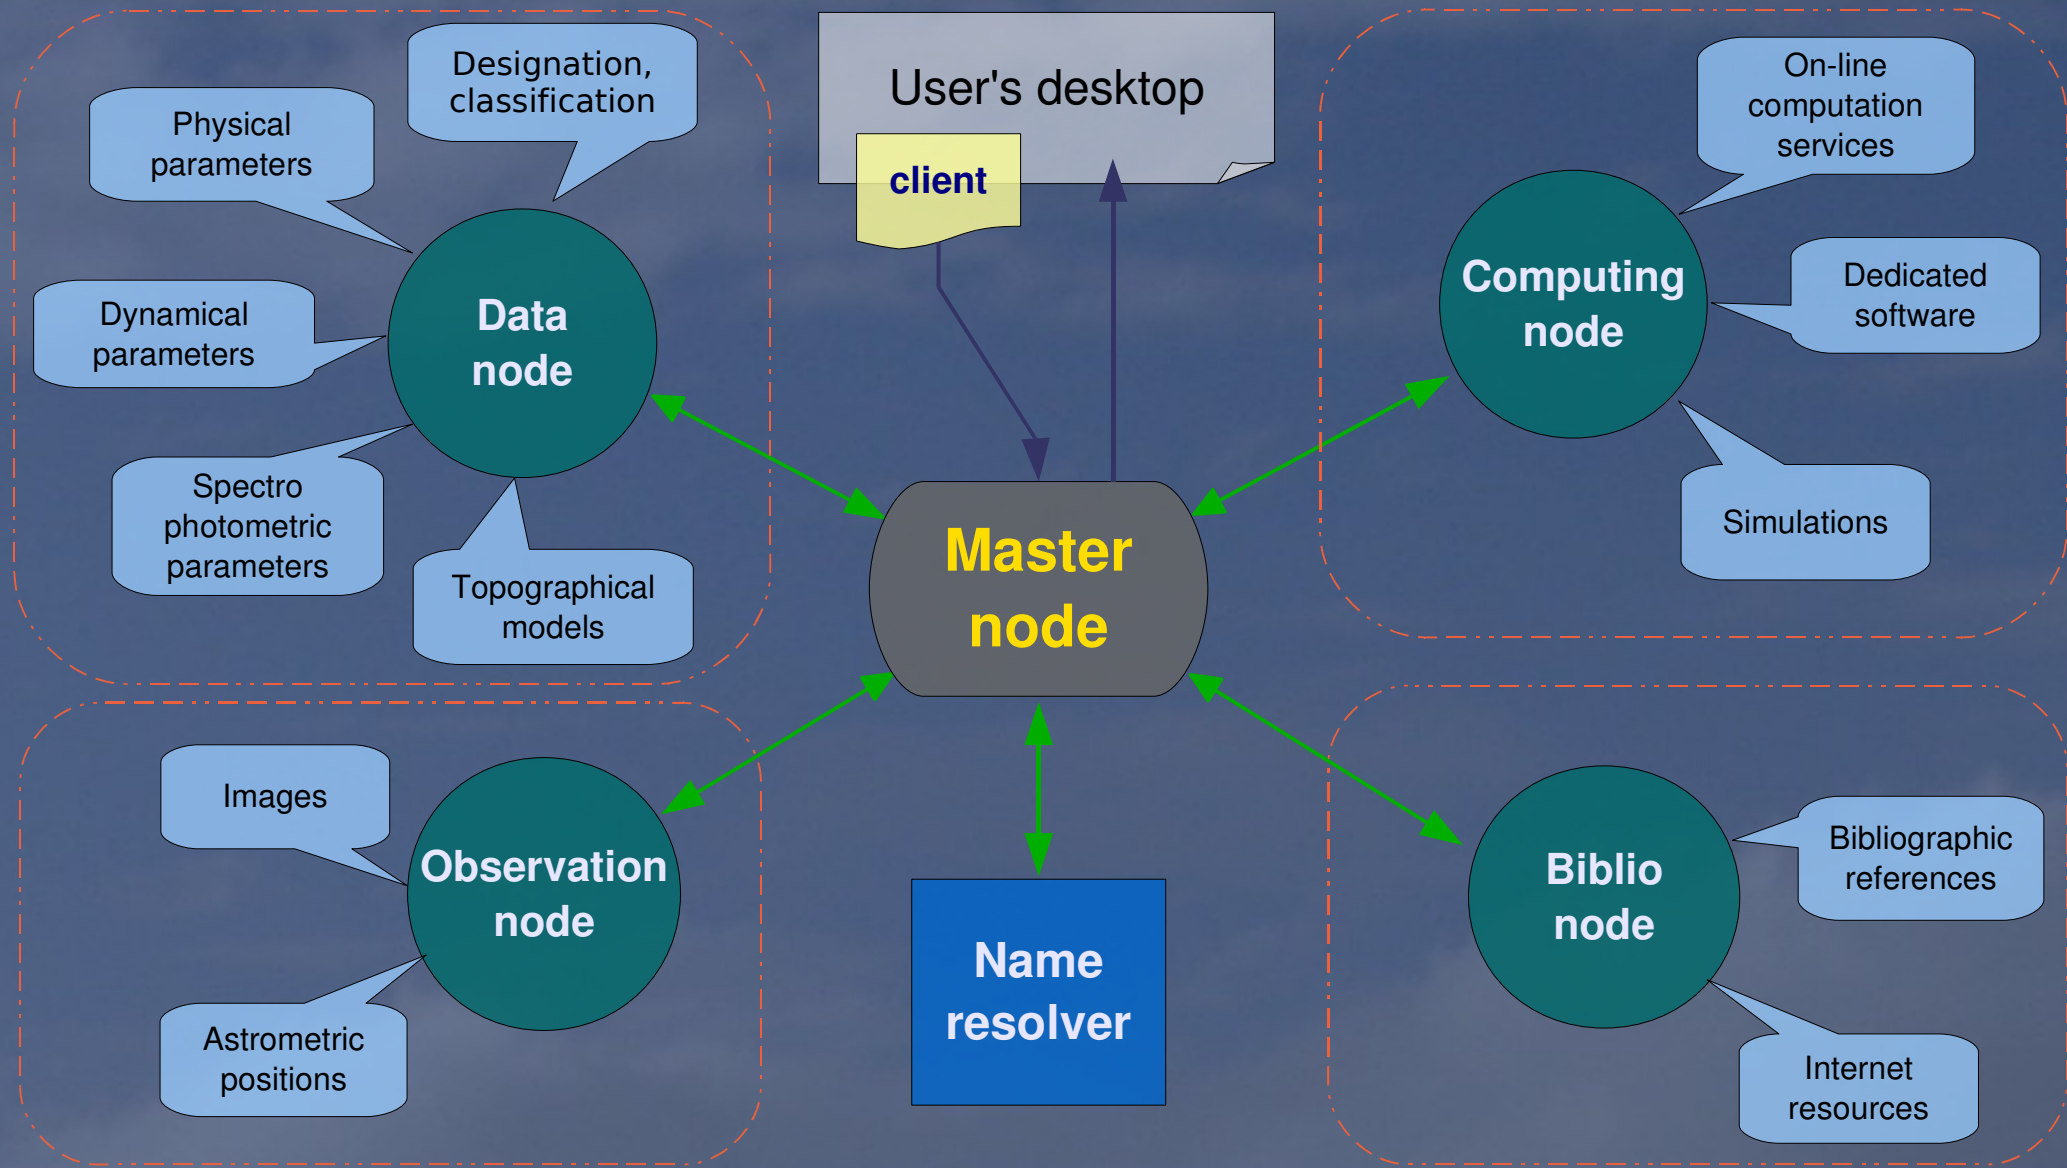 Designation,
classification
Physical
parameters
Dynamical
parameters
Spectro
photometric
parameters
Topographical
models
Data
node
User's desktop
client
On-line
computation
services
Dedicated
software
Simulations
Computing
node
Master
node
Images
Astrometric
positions
Observation
node
Name
resolver
Biblio
node
Bibliographic
references
Internet
resources